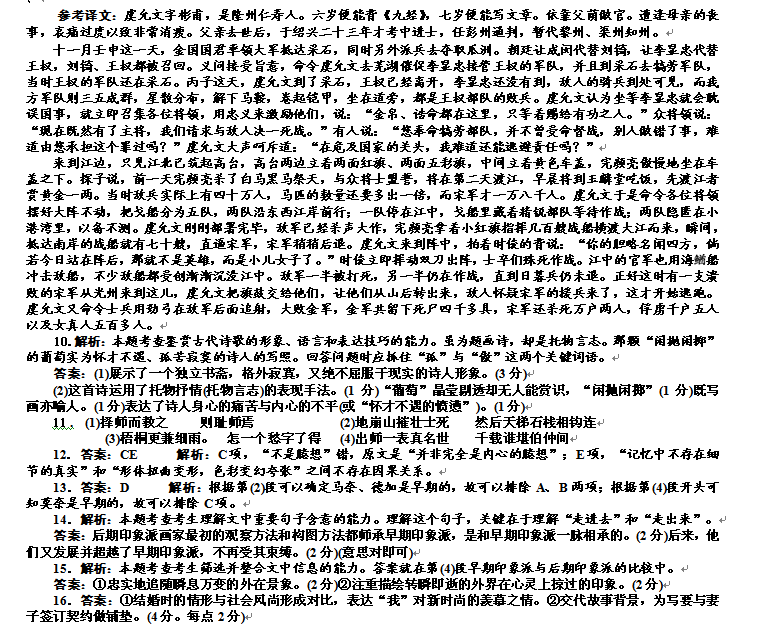 参考译文：虞允文字彬甫，是隆州仁寿人。六岁便能背《九经》，七岁便能写文章。依靠父荫做官。遭逢母亲的丧
事，哀痛过度以致非常消瘦。父亲去世后，于绍兴二十三年才考中进士，任彭州通判，暂代黎州、渠州知州。
十一月壬申这一天，金国国君率领大军抵达采石，同时另外派兵去夺取瓜洲。朝廷让成闵代替刘锜，让李显忠代替
王权，刘锜、王权都被召回。义问接受旨意，命令虞允文去芜湖催促李显忠接管王权的军队，并且到采石去犒劳军队，
当时王权的军队还在采石。丙子这天，虞允文到了采石，王权已经离开，李显忠还没有到，敌人的骑兵到处可见，而我
方军队则三五成群，星散分布，解下马鞍，卷起铠甲，坐在道旁，都是王权部队的败兵。虞允文认为坐等李显忠就会耽
误国事，就立即召集各位将领，用忠义来激励他们，说：“金帛、诰命都在这里，只等着赐给有功之人。”众将领说：
“现在既然有了主将，我们请求与敌人决一死战。”有人说：“您奉命犒劳部队，并不曾受命督战，别人做错了事，难
道由您承担这个罪过吗？”虞允文大声呵斥道：“在危及国家的关头，我难道还能逃避责任吗？”
来到江边，只见江北已筑起高台，高台两边立着两面红旗、两面五彩旗，中间立着黄色车盖，完颜亮傲慢地坐在车
盖之下。探子说，前一天完颜亮杀了白马黑马祭天，与众将士盟誓，将在第二天渡江，早晨将到玉麟堂吃饭，先渡江者
赏黄金一两。当时敌兵实际上有四十万人，马匹的数量还要多出一倍，而宋军才一万八千人。虞允文于是命令各位将领
摆好大阵不动，把戈船分为五队，两队沿东西江岸前行；一队停在江中，戈船里藏着精锐部队等待作战；两队隐匿在小
港湾里，以备不测。虞允文刚刚部署完毕，敌军已经杀声大作，完颜亮拿着小红旗指挥几百艘战船横渡大江而来，瞬间，
抵达南岸的战船就有七十艘，直逼宋军，宋军稍稍后退。虞允文来到阵中，拍着时俊的背说：“你的胆略名闻四方，倘
若今日站在阵后，那就不是英雄，而是小儿女子了。”时俊立即挥动双刀出阵，士卒们殊死作战。江中的官军也用海鳅船
冲击敌船，不少敌船都受创渐渐沉没江中。敌军一半被打死，另一半仍在作战，直到日暮兵仍未退。正好这时有一支溃
败的宋军从光州来到这儿，虞允文把旗鼓交给他们，让他们从山后转出来，敌人怀疑宋军的援兵来了，这才开始逃跑。
虞允文又命令士兵用劲弓在敌军后面追射，大败金军，金军共留下死尸四千多具，宋军还杀死万户两人，俘虏千户五人
以及女真人五百多人。
10. 解析：本题考查鉴赏古代诗歌的形象、语言和表达技巧的能力。虽为题画诗，却是托物言志。那颗“闲抛闲掷”
的葡萄实为怀才不遇、孤苦寂寞的诗人的写照。回答问题时应抓住“孤”与“傲”这两个关键词语。
答案：(1)展示了一个独立书斋，格外寂寞，又绝不屈服于现实的诗人形象。(3 分)
(2)这首诗运用了托物抒情(托物言志)的表现手法。(1 分)“葡萄”晶莹剔透却无人能赏识，“闲抛闲掷”(1 分)既写
画亦喻人。(1 分)表达了诗人身心的痛苦与内心的不平(或“怀才不遇的愤懑”)。(1 分)
11．(1)择师而教之 则耻师焉 (2)地崩山摧壮士死 然后天梯石栈相钩连
(3)梧桐更兼细雨。 怎一个愁字了得 (4)出师一表真名世 千载谁堪伯仲间
12．答案：CE 解析：C项，“不是臆想”错，原文是“并非完全是内心的臆想”；E项，“记忆中不存在细
节的真实”和“形体扭曲变形，色彩变幻夸张”之间不存在因果关系。
13．答案：D 解析：根据第(2)段可以确定马奈、德加是早期的，故可以排除 A、B两项；根据第(4)段开头可
知莫奈是早期的，故可以排除 C项。
14．解析：本题考查考生理解文中重要句子含意的能力。理解这个句子，关键在于理解“走进去”和“走出来”。
答案：后期印象派画家最初的观察方法和构图方法都师承早期印象派，是和早期印象派一脉相承的。(2 分)后来，他
们又发展并超越了早期印象派，不再受其束缚。(2 分)(意思对即可)
15．解析：本题考查考生筛选并整合文中信息的能力。答案就在第(4)段早期印象派与后期印象派的比较中。
答案：①忠实地追随瞬息万变的外在景象。(2 分)②注重描绘转瞬即逝的外界在心灵上掠过的印象。(2 分)
16．答案：①结婚时的情形与社会风尚形成对比，表达“我”对新时尚的羡慕之情。②交代故事背景，为写要与妻
子签订契约做铺垫。(4分。每点 2分)